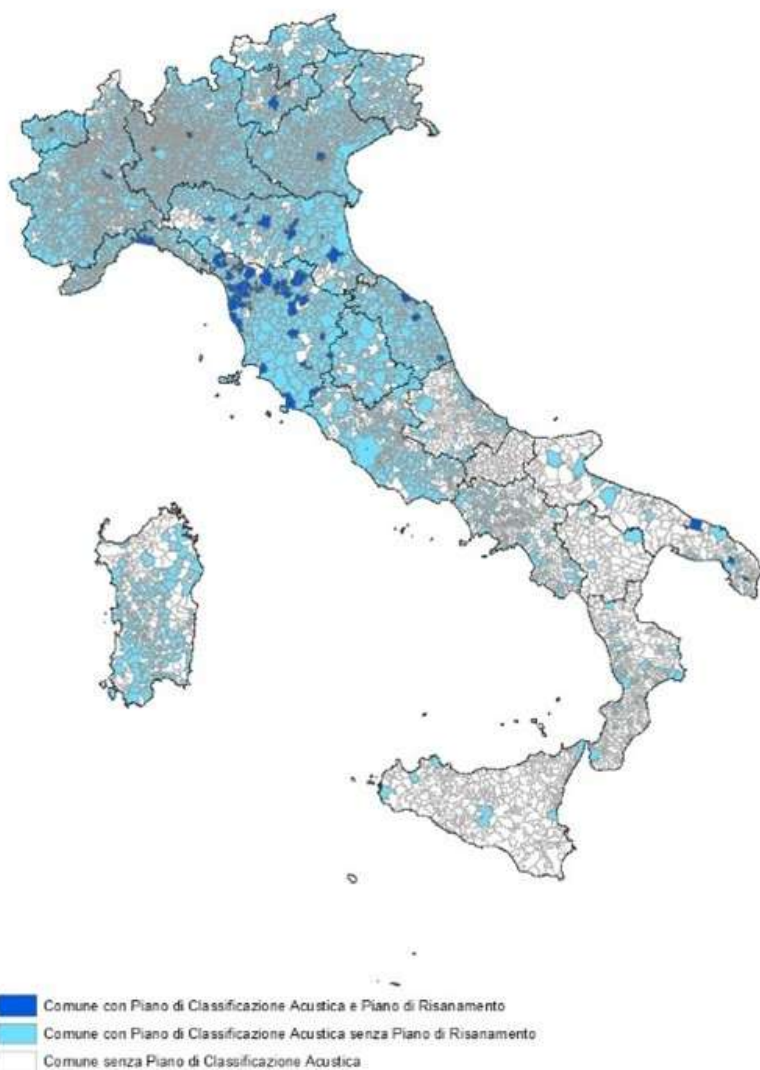 Comune con Piano di Classificazione Acustica e Piano di Risanamento
Comune con Piano di Classificazione Acustica senza Piano di Risanamento
Comune senza Piano di Classificazione Acustica